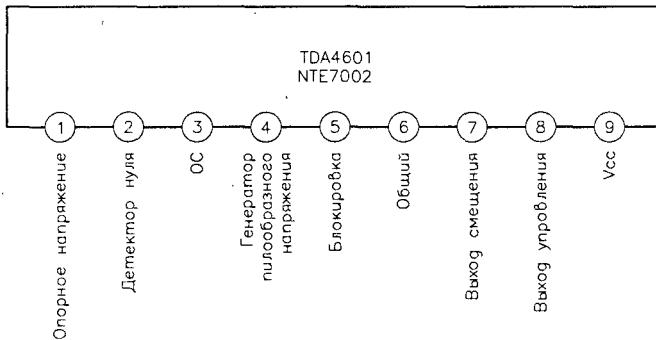 TDA4601
NTE7002
1
2
3
4
5
6
7
8
9
Опорное напряжение
Детектор нуля
ОС
Генератор
пилообразного
напряжения
Блокировка
Общий
Выход смещения
Выход упровления
Vcc